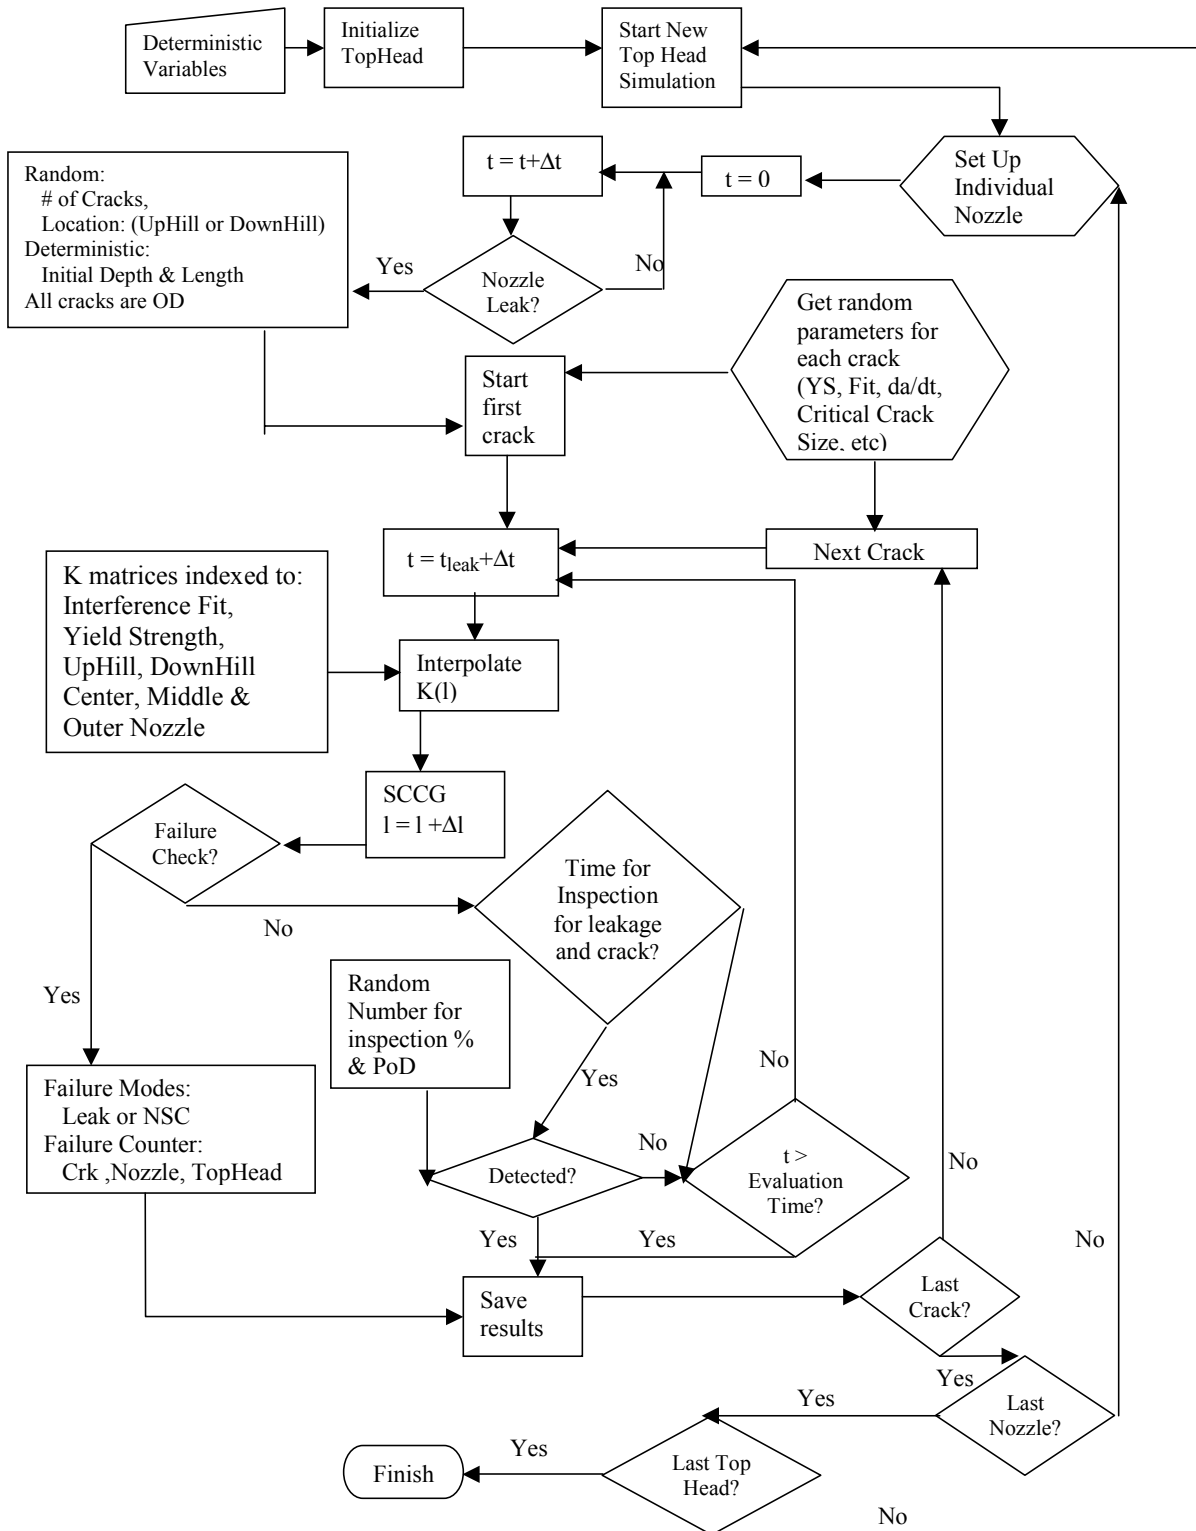 Deterministic
Variables
Initialize
TopHead
Start New
Top Head
Simulation
Set Up
Individual
Nozzle
t = 0
t = t+Δt
Nozzle
Leak?
No
Yes
Random:
# of Cracks,
Location: (UpHill or DownHill)
Deterministic:
Initial Depth & Length
All cracks are OD
Get random
parameters for
each crack
(YS, Fit, da/dt,
Critical Crack
Size, etc)
Start
first
crack
Next Crack
t = tleak+Δt
K matrices indexed to:
Interference Fit,
Yield Strength,
UpHill, DownHill
Center, Middle &
Outer Nozzle
Interpolate
K(l)
SCCG
l = l +Δl
Failure
Check?
No
Yes
Time for
Inspection
for leakage
and crack?
Yes
Random
Number for
inspection %
& PoD
Detected?
No
Yes
t >
Evaluation
Time?
No
Yes
Failure Modes:
Leak or NSC
Failure Counter:
Crk ,Nozzle, TopHead
Save
results
Last
Crack?
No
Yes
Last
Nozzle?
No
Yes
Last Top
Head?
Yes
No
Finish